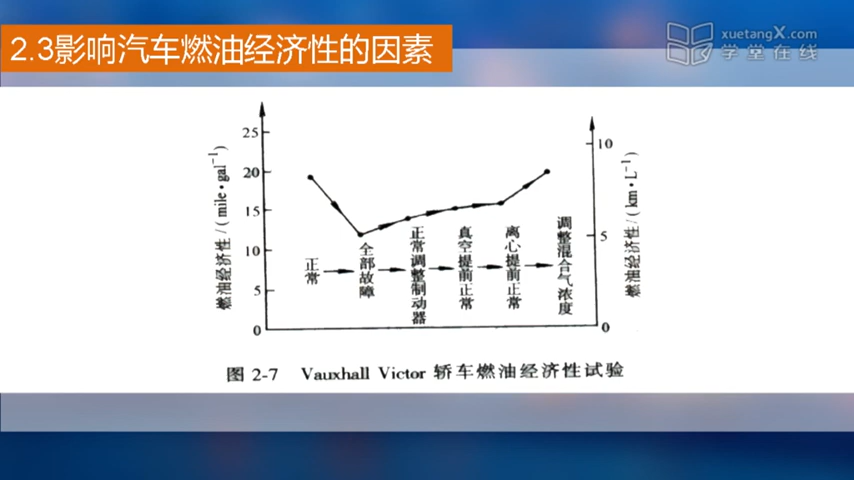 2.3影响汽车燃油经济性的因素
xuetangX.com
学堂在线
燃油经济性/(mile·gal⁻¹)
25
20
15
10
5
0
正常
全部故障
正常调整制动器
真空提前正常
离心提前正常
调整混合气浓度
10
5
0
燃油经济性/(km·L⁻¹)
图 2-7 Vauxhall Victor 轿车燃油经济性试验